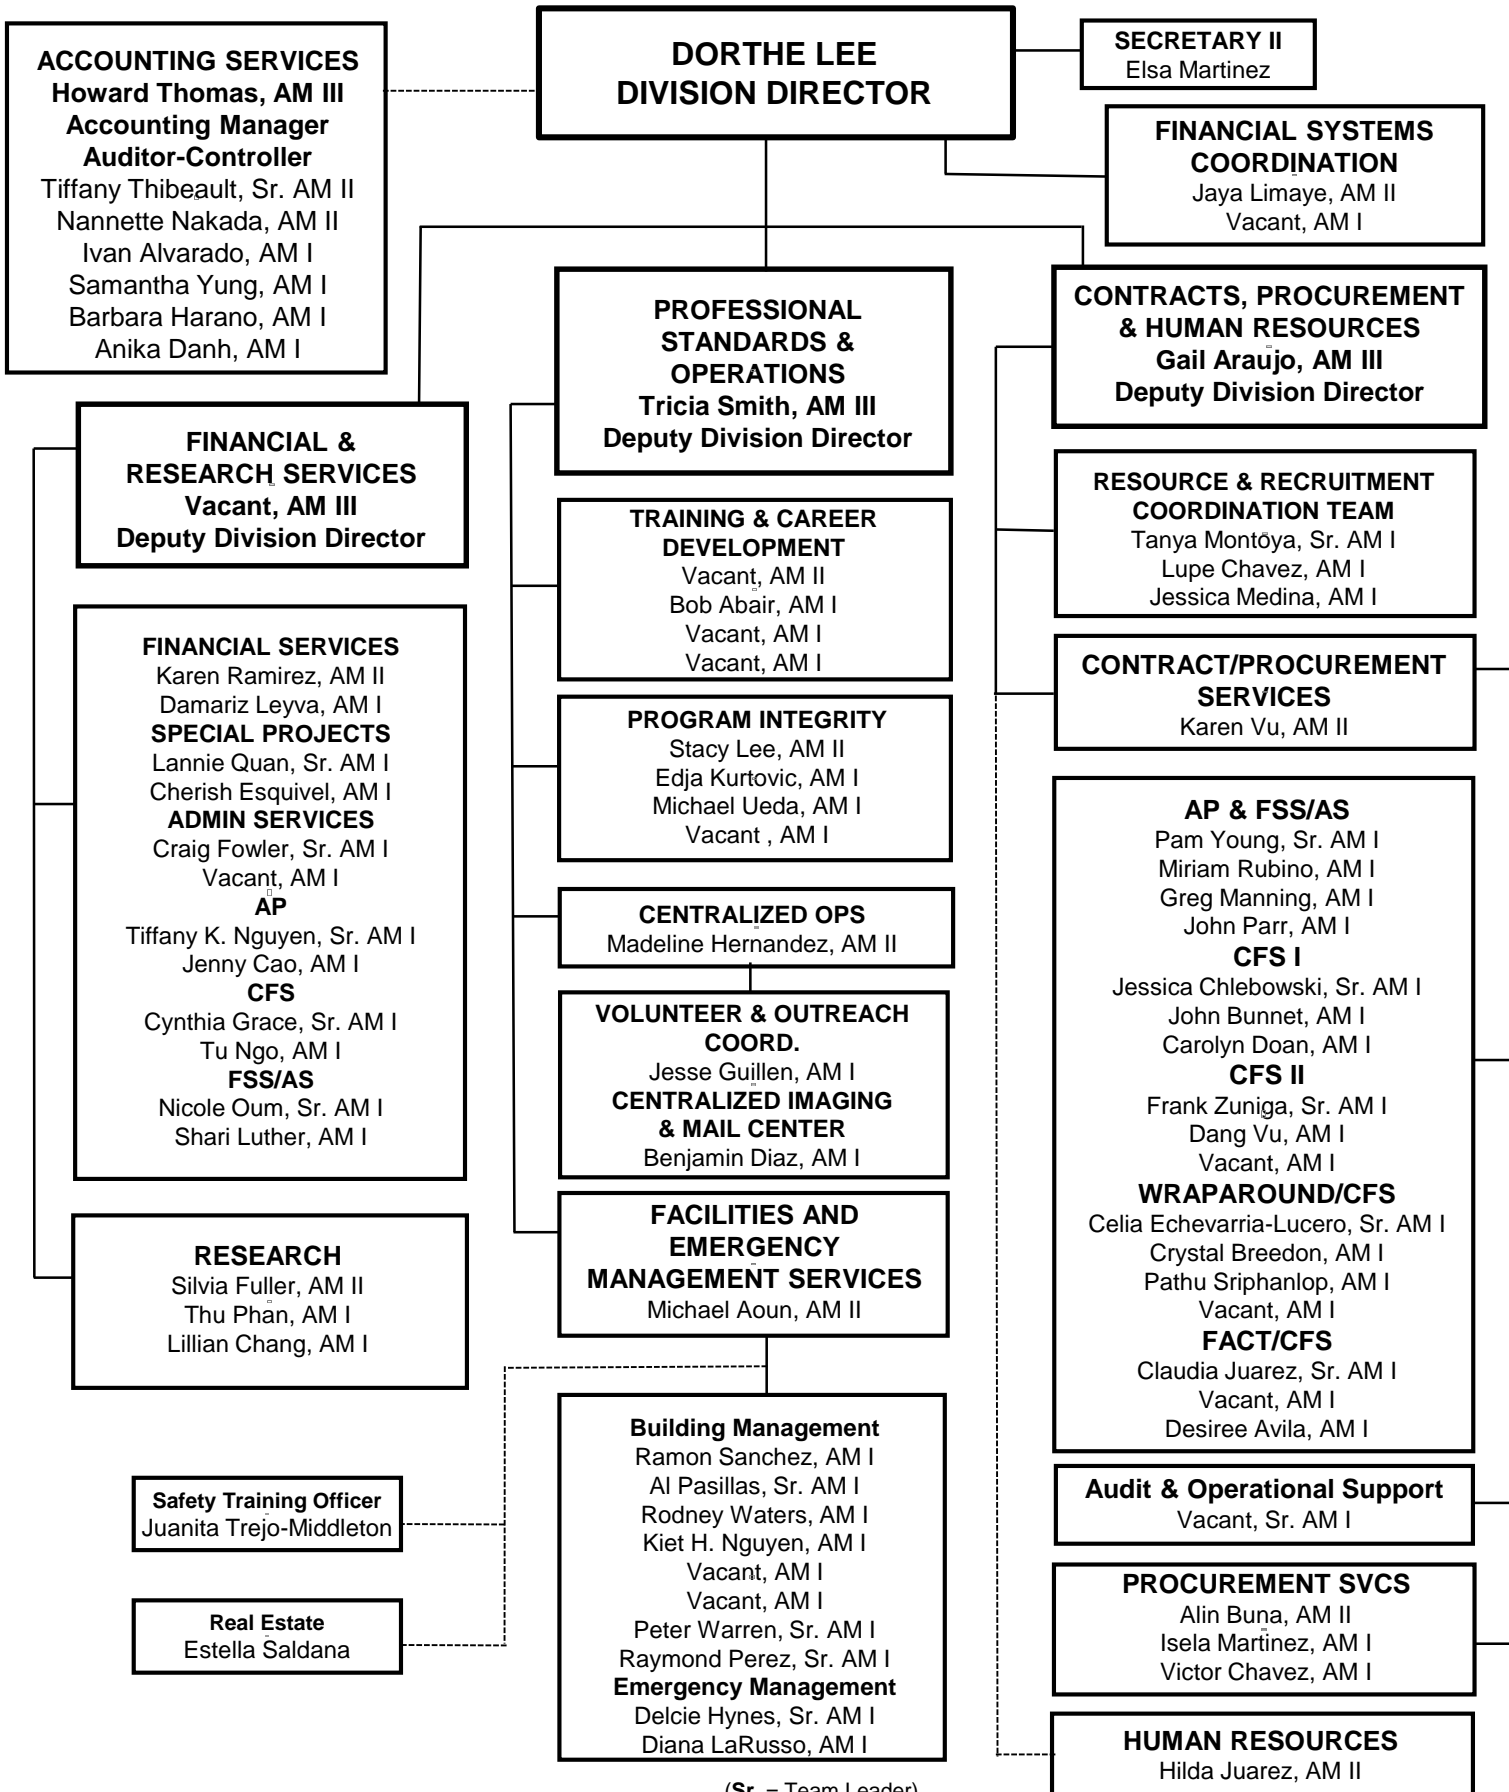 ACCOUNTING SERVICES
Howard Thomas, AM III
Accounting Manager
Auditor-Controller
Tiffany Thibeault, Sr. AM II
Nannette Nakada, AM II
Ivan Alvarado, AM I
Samantha Yung, AM I
Barbara Harano, AM I
Anika Danh, AM I
DORTHE LEE
DIVISION DIRECTOR
SECRETARY II
Elsa Martinez
FINANCIAL SYSTEMS
COORDINATION
Jaya Limaye, AM II
Vacant, AM I
FINANCIAL &
RESEARCH SERVICES
Vacant, AM III
Deputy Division Director
FINANCIAL SERVICES
Karen Ramirez, AM II
Damariz Leyva, AM I
SPECIAL PROJECTS
Lannie Quan, Sr. AM I
Cherish Esquivel, AM I
ADMIN SERVICES
Craig Fowler, Sr. AM I
Vacant, AM I
AP
Tiffany K. Nguyen, Sr. AM I
Jenny Cao, AM I
CFS
Cynthia Grace, Sr. AM I
Tu Ngo, AM I
FSS/AS
Nicole Oum, Sr. AM I
Shari Luther, AM I
RESEARCH
Silvia Fuller, AM II
Thu Phan, AM I
Lillian Chang, AM I
Safety Training Officer
Juanita Trejo-Middleton
Real Estate
Estella Saldana
PROFESSIONAL
STANDARDS &
OPERATIONS
Tricia Smith, AM III
Deputy Division Director
TRAINING & CAREER
DEVELOPMENT
Vacant, AM II
Bob Abair, AM I
Vacant, AM I
Vacant, AM I
PROGRAM INTEGRITY
Stacy Lee, AM II
Edja Kurtovic, AM I
Michael Ueda, AM I
Vacant , AM I
CENTRALIZED OPS
Madeline Hernandez, AM II
VOLUNTEER & OUTREACH
COORD.
Jesse Guillen, AM I
CENTRALIZED IMAGING
& MAIL CENTER
Benjamin Diaz, AM I
FACILITIES AND
EMERGENCY
MANAGEMENT SERVICES
Michael Aoun, AM II
Building Management
Ramon Sanchez, AM I
Al Pasillas, Sr. AM I
Rodney Waters, AM I
Kiet H. Nguyen, AM I
Vacant, AM I
Vacant, AM I
Peter Warren, Sr. AM I
Raymond Perez, Sr. AM I
Emergency Management
Delcie Hynes, Sr. AM I
Diana LaRusso, AM I
(Sr. = Team Leader)
CONTRACTS, PROCUREMENT
& HUMAN RESOURCES
Gail Araujo, AM III
Deputy Division Director
RESOURCE & RECRUITMENT
COORDINATION TEAM
Tanya Montoya, Sr. AM I
Lupe Chavez, AM I
Jessica Medina, AM I
CONTRACT/PROCUREMENT
SERVICES
Karen Vu, AM II
AP & FSS/AS
Pam Young, Sr. AM I
Miriam Rubino, AM I
Greg Manning, AM I
John Parr, AM I
CFS I
Jessica Chlebowski, Sr. AM I
John Bunnet, AM I
Carolyn Doan, AM I
CFS II
Frank Zuniga, Sr. AM I
Dang Vu, AM I
Vacant, AM I
WRAPAROUND/CFS
Celia Echevarria-Lucero, Sr. AM I
Crystal Breedon, AM I
Pathu Sriphanlop, AM I
Vacant, AM I
FACT/CFS
Claudia Juarez, Sr. AM I
Vacant, AM I
Desiree Avila, AM I
Audit & Operational Support
Vacant, Sr. AM I
PROCUREMENT SVCS
Alin Buna, AM II
Isela Martinez, AM I
Victor Chavez, AM I
HUMAN RESOURCES
Hilda Juarez, AM II